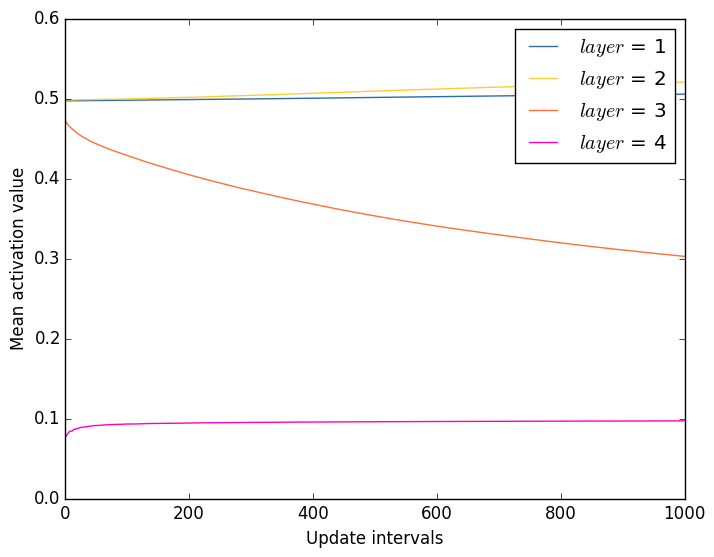 0.6
0.5
0.4
0.3
0.2
0.1
0.0
Mean activation value
layer = 1
layer = 2
layer = 3
layer = 4
0 200 400 600 800 1000
Update intervals